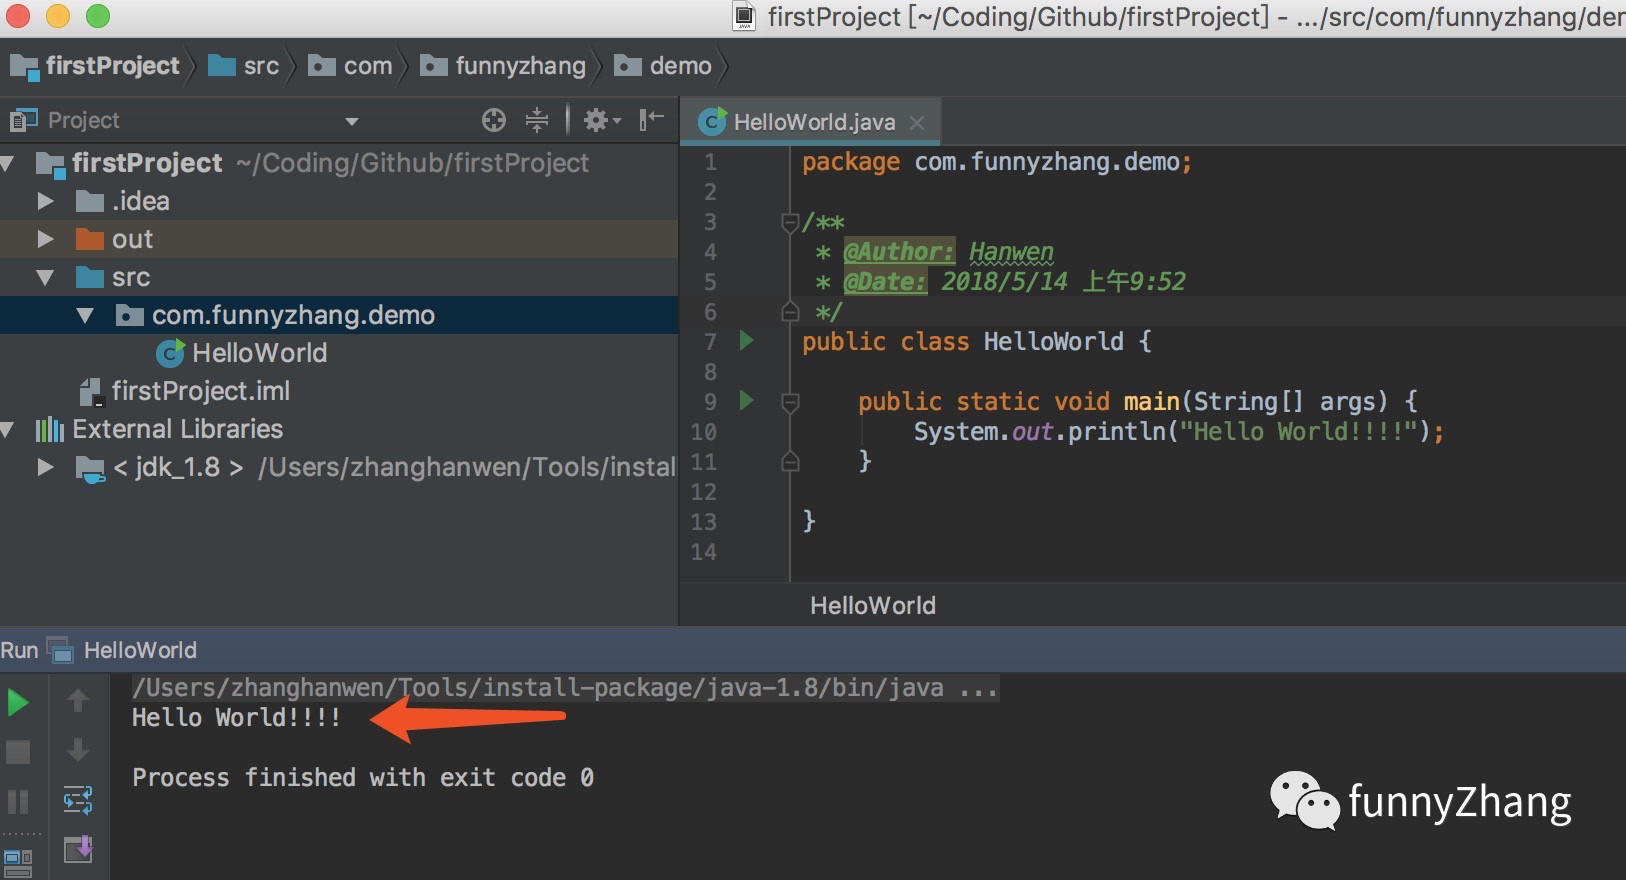 firstProject [~/Coding/Github/firstProject] - .../src/com/funnyzhang/der
firstProject src com funnyzhang demo
Project
firstProject ~/Coding/Github/firstProject
.idea
out
src
com.funnyzhang.demo
HelloWorld
firstProject.iml
External Libraries
< jdk_1.8 > /Users/zhanghanwen/Tools/instal
HelloWorld.java
1 package com.funnyzhang.demo;
2
3 /**
4 * @Author: Hanwen
5 * @Date: 2018/5/14 上午9:52
6 */
7 public class HelloWorld {
8
9 public static void main(String[] args) {
10 System.out.println("Hello World!!!!");
11 }
12
13 }
14
HelloWorld
Run HelloWorld
/Users/zhanghanwen/Tools/install-package/java-1.8/bin/java ...
Hello World!!!!
Process finished with exit code 0
funnyZhang